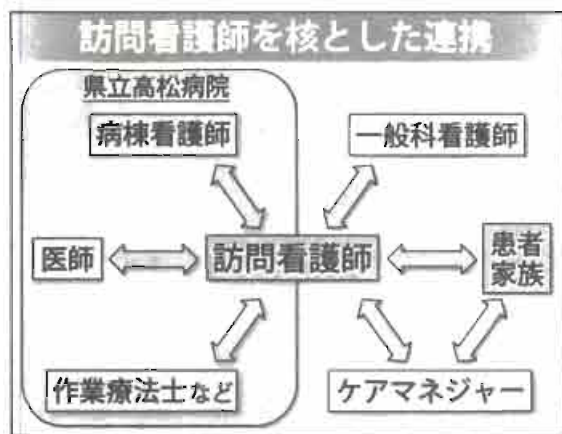 訪問看護師を核とした連携
県立高松病院
病棟看護師
一般科看護師
医師
訪問看護師
患者
家族
作業療法士など
ケアマネジャー